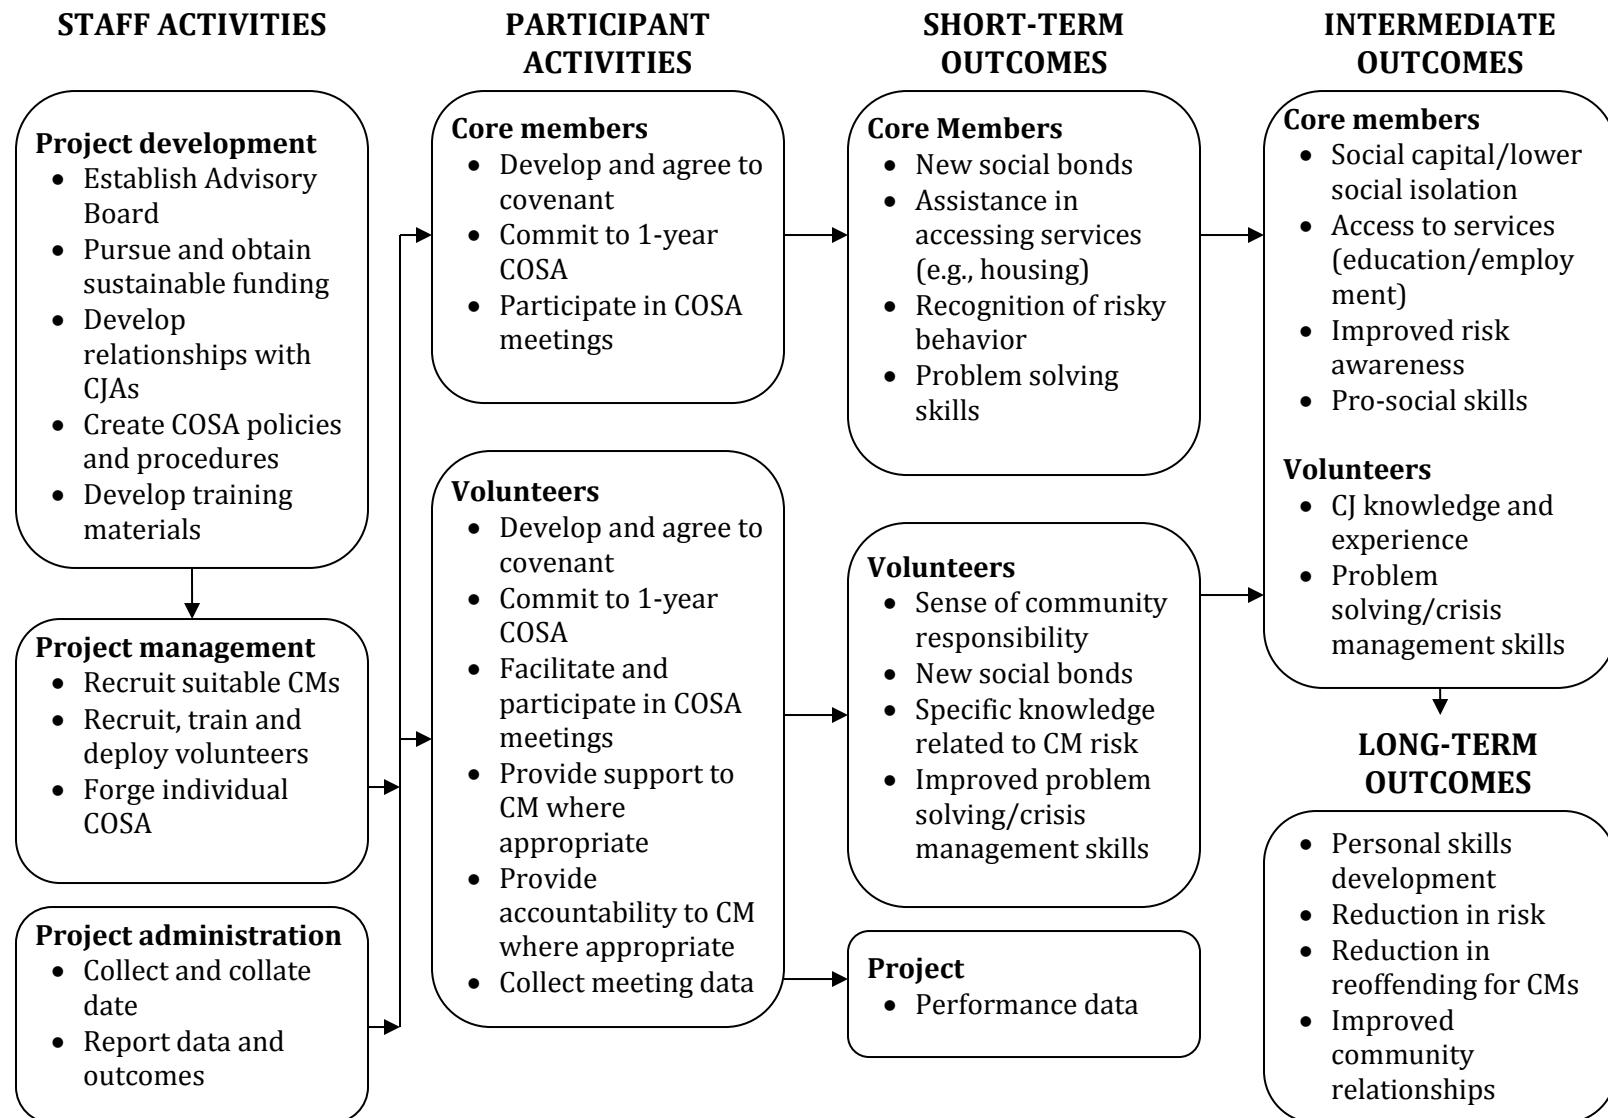 STAFF ACTIVITIES
Project development
• Establish Advisory
Board
• Pursue and obtain
sustainable funding
• Develop
relationships with
CJAs
• Create COSA policies
and procedures
• Develop training
materials
Project management
• Recruit suitable CMs
• Recruit, train and
deploy volunteers
• Forge individual
COSA
Project administration
• Collect and collate
date
• Report data and
outcomes
PARTICIPANT
ACTIVITIES
Core members
• Develop and agree to
covenant
• Commit to 1-year
COSA
• Participate in COSA
meetings
Volunteers
• Develop and agree to
covenant
• Commit to 1-year
COSA
• Facilitate and
participate in COSA
meetings
• Provide support to
CM where
appropriate
• Provide
accountability to CM
where appropriate
• Collect meeting data
SHORT-TERM
OUTCOMES
Core Members
• New social bonds
• Assistance in
accessing services
(e.g., housing)
• Recognition of risky
behavior
• Problem solving
skills
Volunteers
• Sense of community
responsibility
• New social bonds
• Specific knowledge
related to CM risk
• Improved problem
solving/crisis
management skills
Project
• Performance data
INTERMEDIATE
OUTCOMES
Core members
• Social capital/lower
social isolation
• Access to services
(education/employ
ment)
• Improved risk
awareness
• Pro-social skills
Volunteers
• CJ knowledge and
experience
• Problem
solving/crisis
management skills
LONG-TERM
OUTCOMES
• Personal skills
development
• Reduction in risk
• Reduction in
reoffending for CMs
• Improved
community
relationships